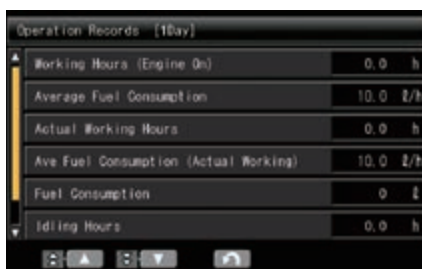 Operation Records [1Day]
Working Hours (Engine On) 0.0 h
Average Fuel Consumption 10.0 ℓ/h
Actual Working Hours 0.0 h
Ave Fuel Consumption (Actual Working) 10.0 ℓ/h
Fuel Consumption 0 ℓ
Idling Hours 0.0 h